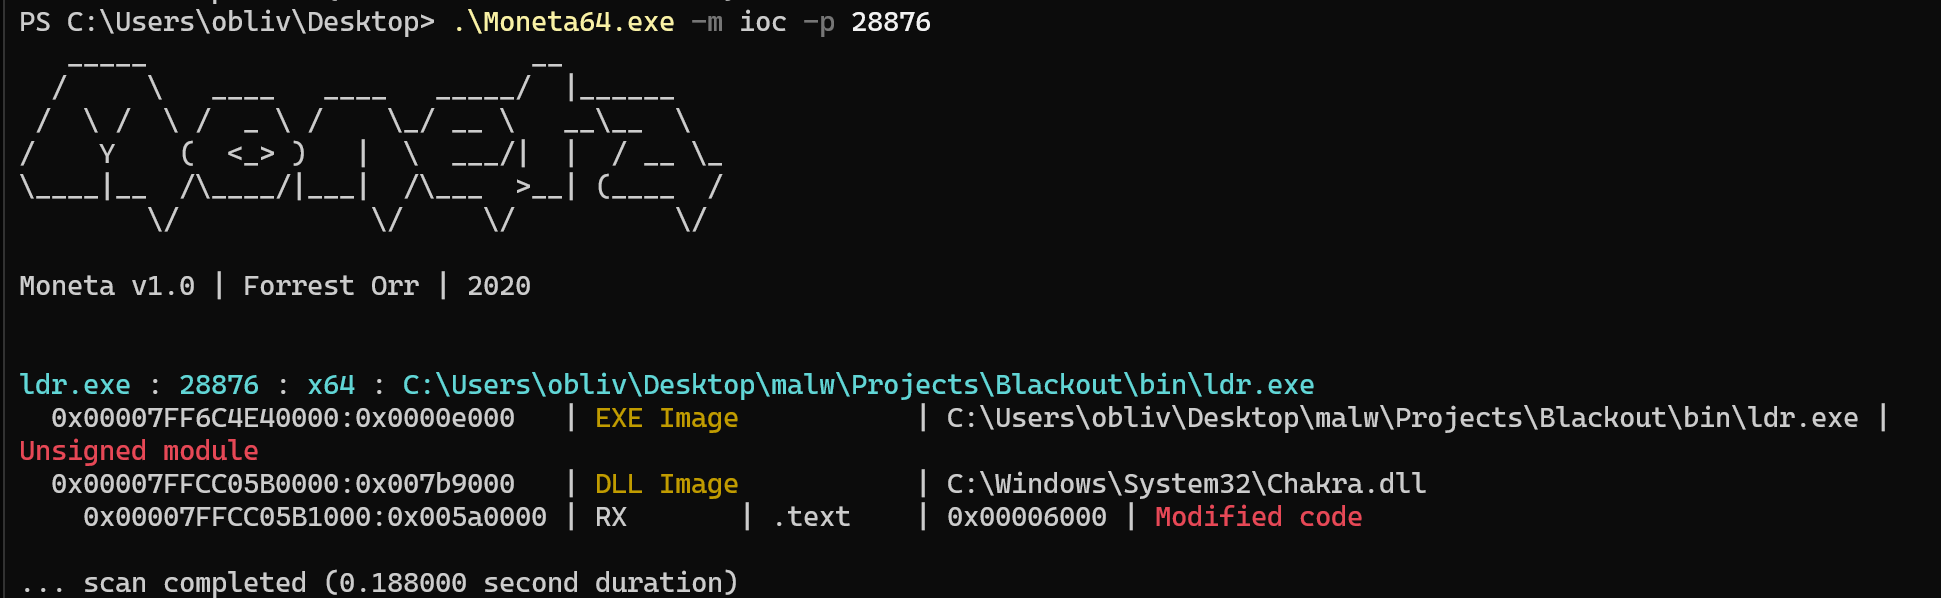 PS C:\Users\obliv\Desktop> .\Moneta64.exe -m ioc -p 28876
   _____                        __
  /     \   ____   ____   _____/  |______
 /  \ /  \ /  _ \ /    \_/ __ \   __\__  \
/    Y    (  <_> )   |  \  ___/|  |  / __ \_
\____|__  /\____/|___|  /\___  >__| (____  /
        \/            \/     \/          \/
Moneta v1.0 | Forrest Orr | 2020
ldr.exe : 28876 : x64 : C:\Users\obliv\Desktop\malw\Projects\Blackout\bin\ldr.exe
  0x00007FF6C4E40000:0x0000e000   | EXE Image           | C:\Users\obliv\Desktop\malw\Projects\Blackout\bin\ldr.exe |
Unsigned module
  0x00007FFCC05B0000:0x007b9000   | DLL Image           | C:\Windows\System32\Chakra.dll
    0x00007FFCC05B1000:0x005a0000 | RX       | .text    | 0x00006000 | Modified code
... scan completed (0.188000 second duration)